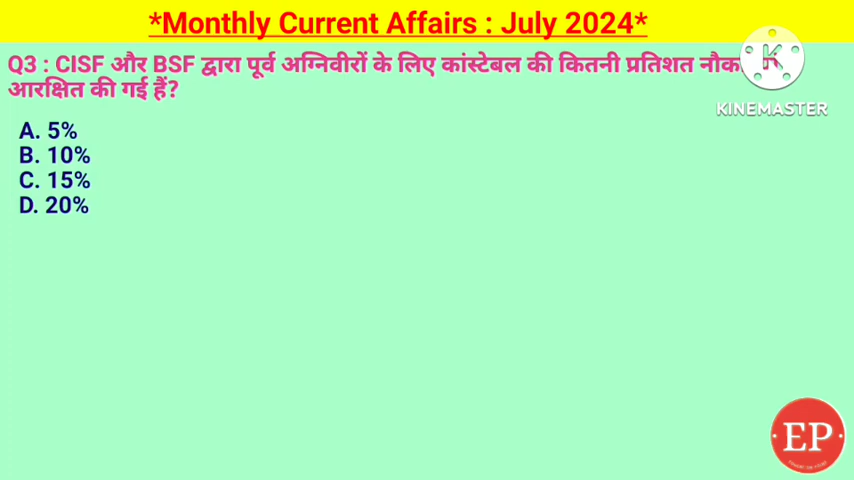 *Monthly Current Affairs : July 2024*
Q3 : CISF और BSF द्वारा पूर्व अग्निवीरों के लिए कांस्टेबल की कितनी प्रतिशत
आरक्षित की गई हैं?
KINEMASTER
A. 5%
B. 10%
C. 15%
D. 20%
EP